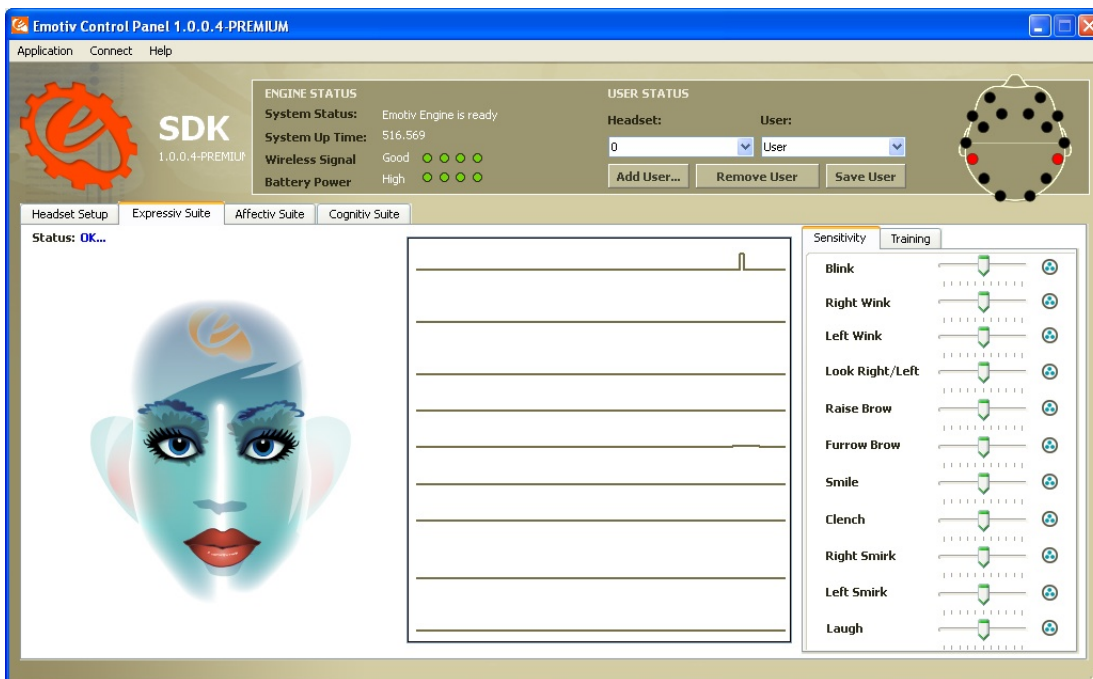 Emotiv Control Panel 1.0.0.4-PREMIUM
Application Connect Help
SDK
1.0.0.4-PREMIUM
ENGINE STATUS
System Status: Emotiv Engine is ready
System Up Time: 516.569
Wireless Signal Good
Battery Power High
USER STATUS
Headset: User:
0 User
Add User... Remove User Save User
Headset Setup Expressiv Suite Affectiv Suite Cognitiv Suite
Status: OK...
Sensitivity Training
Blink
Right Wink
Left Wink
Look Right/Left
Raise Brow
Furrow Brow
Smile
Clench
Right Smirk
Left Smirk
Laugh